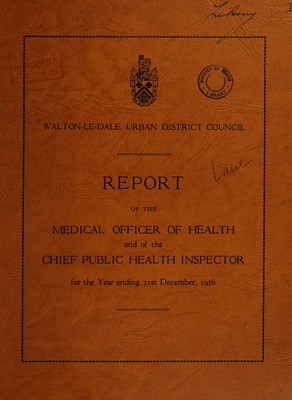 WALTON-LE-DALE URBAN DISTRICT COUNCIL
REPORT
OF THE
MEDICAL OFFICER OF HEALTH
and of the
CHIEF PUBLIC HEALTH INSPECTOR
for the Year ending 31st December, 1956